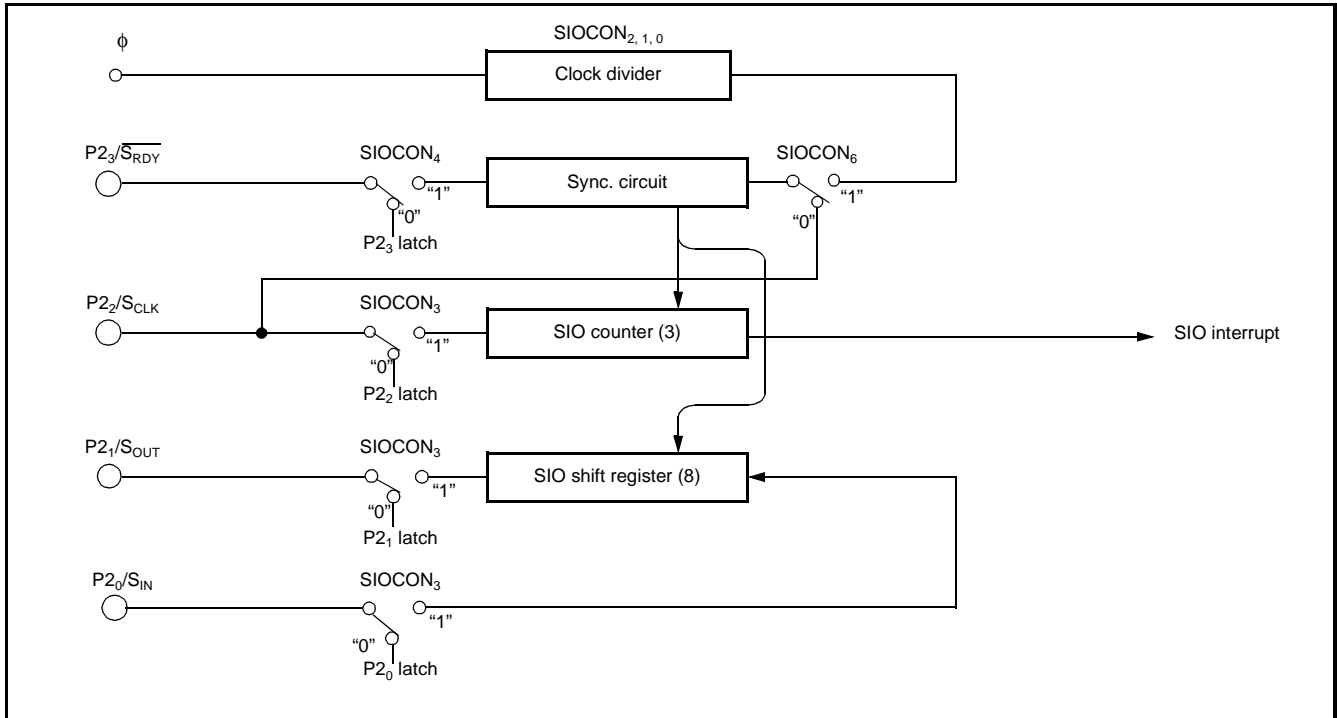 ϕ
SIOCON2, 1, 0
Clock divider
P23/SRDY
SIOCON4
“1”
“0”
P23 latch
Sync. circuit
SIOCON6
“1”
“0”
P22/SCLK
SIOCON3
“1”
“0”
P22 latch
SIO counter (3)
SIO interrupt
P21/SOUT
SIOCON3
“1”
“0”
P21 latch
SIO shift register (8)
P20/SIN
SIOCON3
“1”
“0”
P20 latch